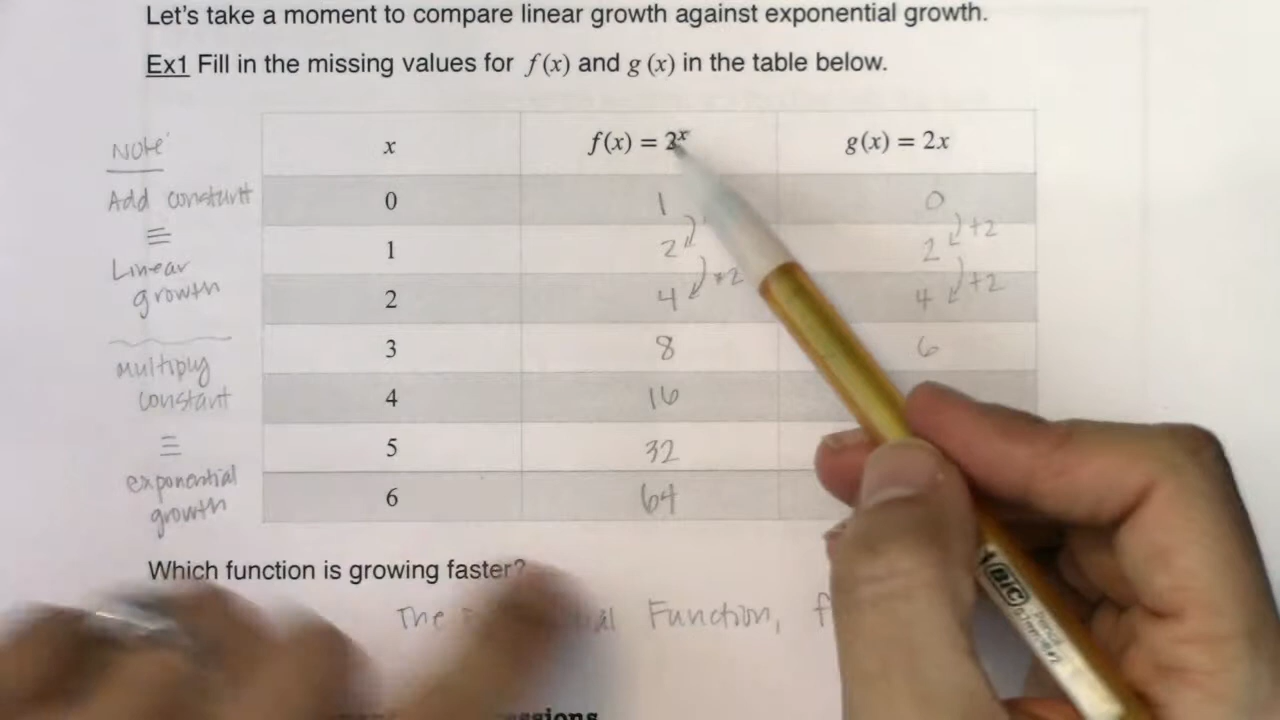 Let's take a moment to compare linear growth against exponential growth.
Ex1 Fill in the missing values for f(x) and g (x) in the table below.
Note
Add constant
≡
Linear
growth
Multiply
constant
≡
exponential
growth
x f(x) = 2ˣ g(x) = 2x
0 1 0
+2
1 2 2
*2 +2
2 4 4
3 8 6
4 16
5 32
6 64
Which function is growing faster?
The Function, f
BIC